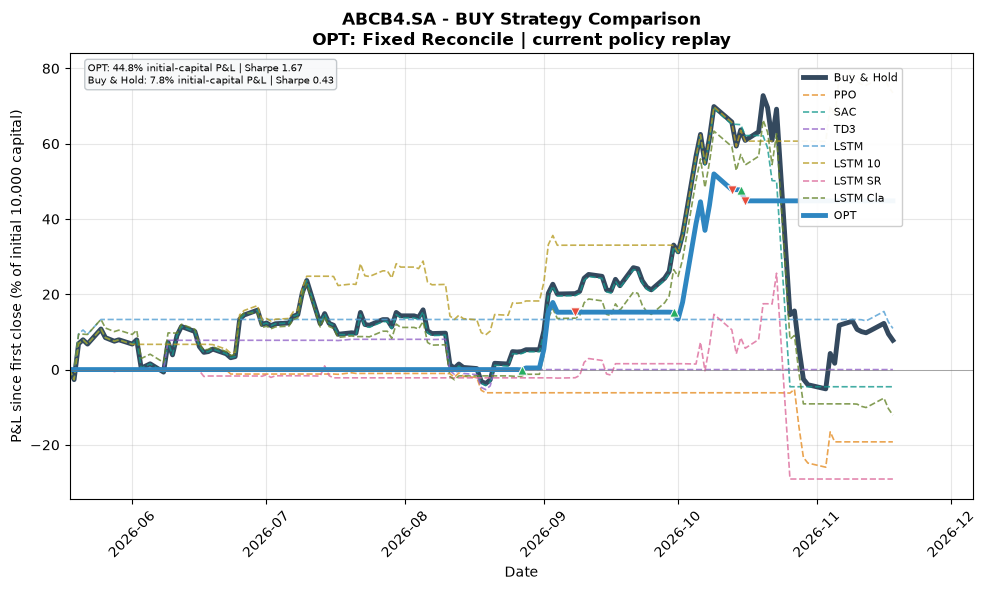 ABCB4.SA - BUY Strategy Comparison
OPT: Fixed Reconcile | current policy replay
OPT: 44.8% initial-capital P&L | Sharpe 1.67
Buy & Hold: 7.8% initial-capital P&L | Sharpe 0.43
Buy & Hold
PPO
SAC
TD3
LSTM
LSTM 10
LSTM SR
LSTM Cla
OPT
P&L since first close (% of initial 10,000 capital)
80
60
40
20
0
−20
2026-06
2026-07
2026-08
2026-09
2026-10
2026-11
2026-12
Date